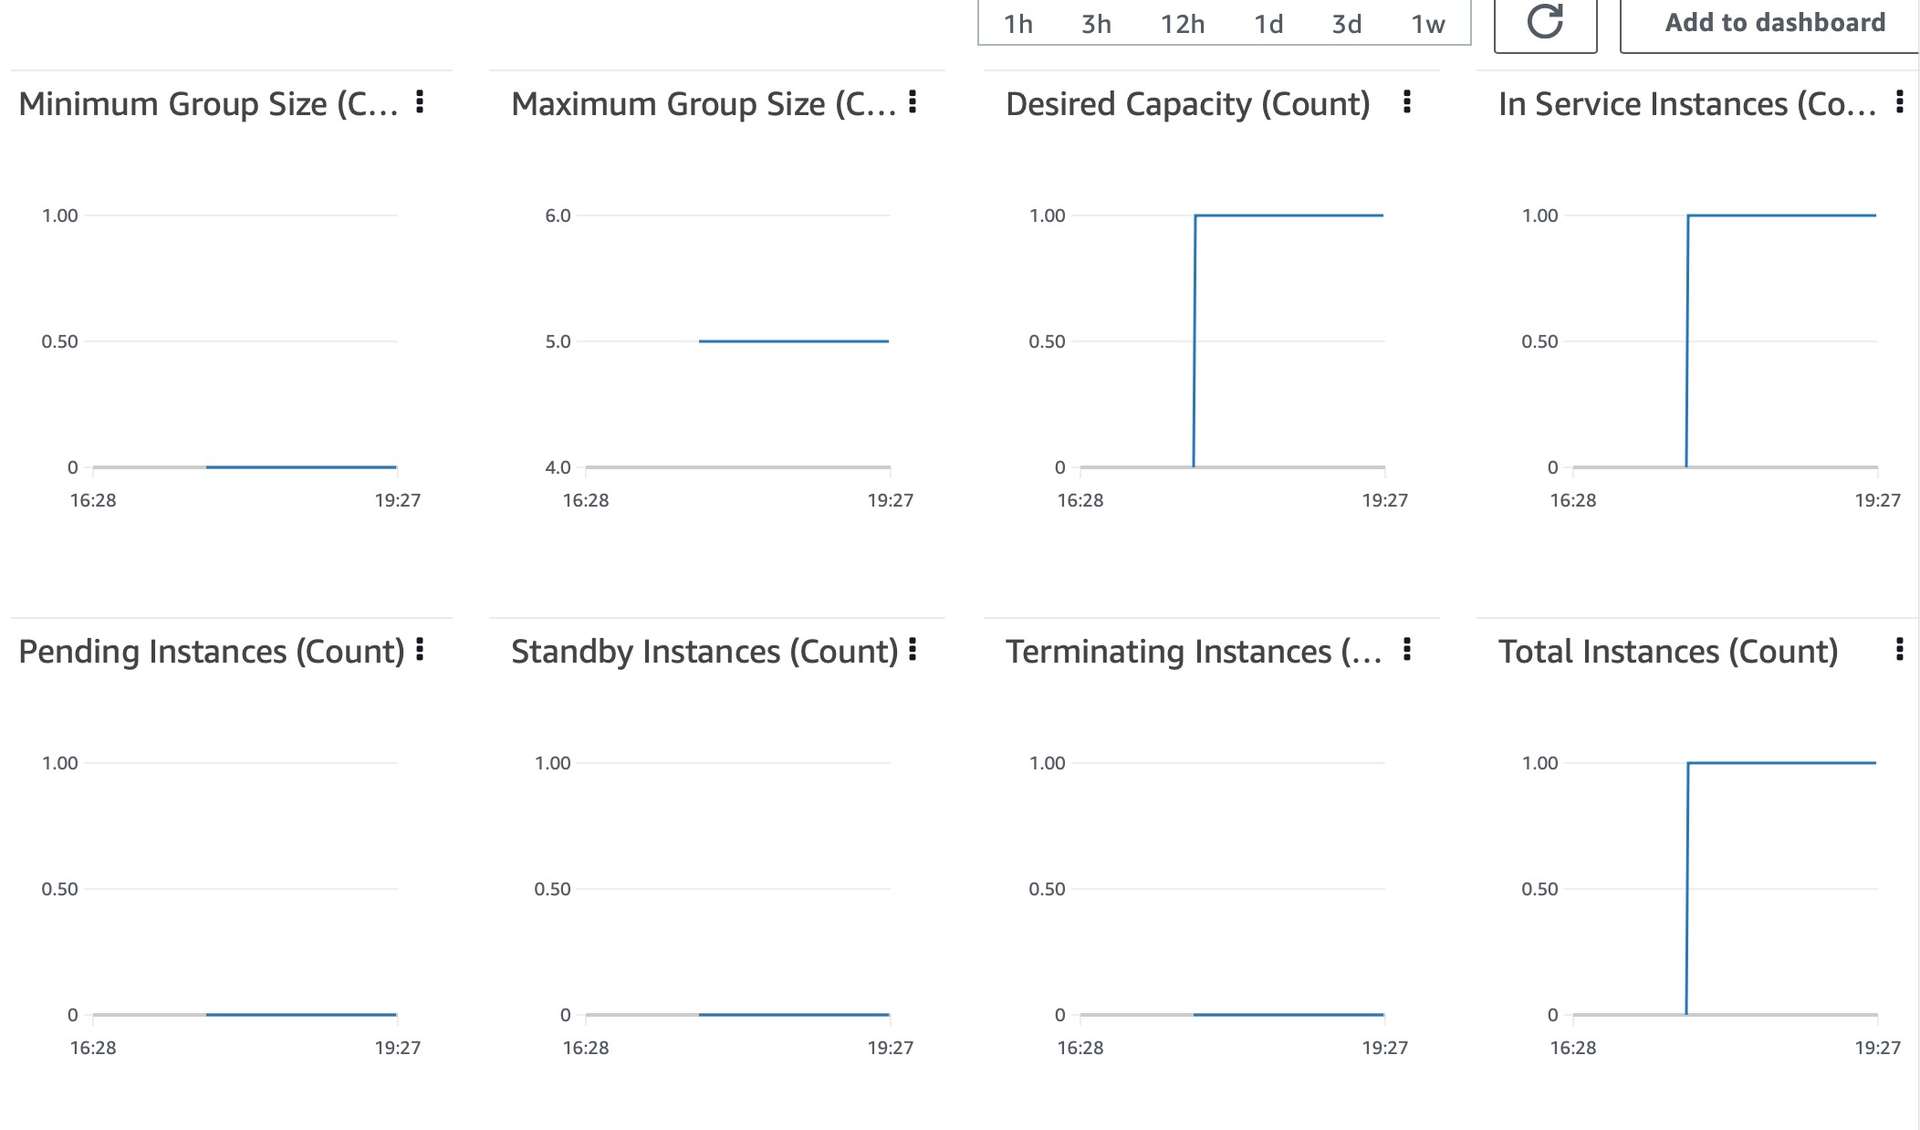 1h 3h 12h 1d 3d 1w Add to dashboard
Minimum Group Size (C... Maximum Group Size (C... Desired Capacity (Count) In Service Instances (Co...
1.00 6.0 1.00 1.00
0.50 5.0 0.50 0.50
0 4.0 0 0
16:28 19:27 16:28 19:27 16:28 19:27 16:28 19:27
Pending Instances (Count) Standby Instances (Count) Terminating Instances (... Total Instances (Count)
1.00 1.00 1.00 1.00
0.50 0.50 0.50 0.50
0 0 0 0
16:28 19:27 16:28 19:27 16:28 19:27 16:28 19:27